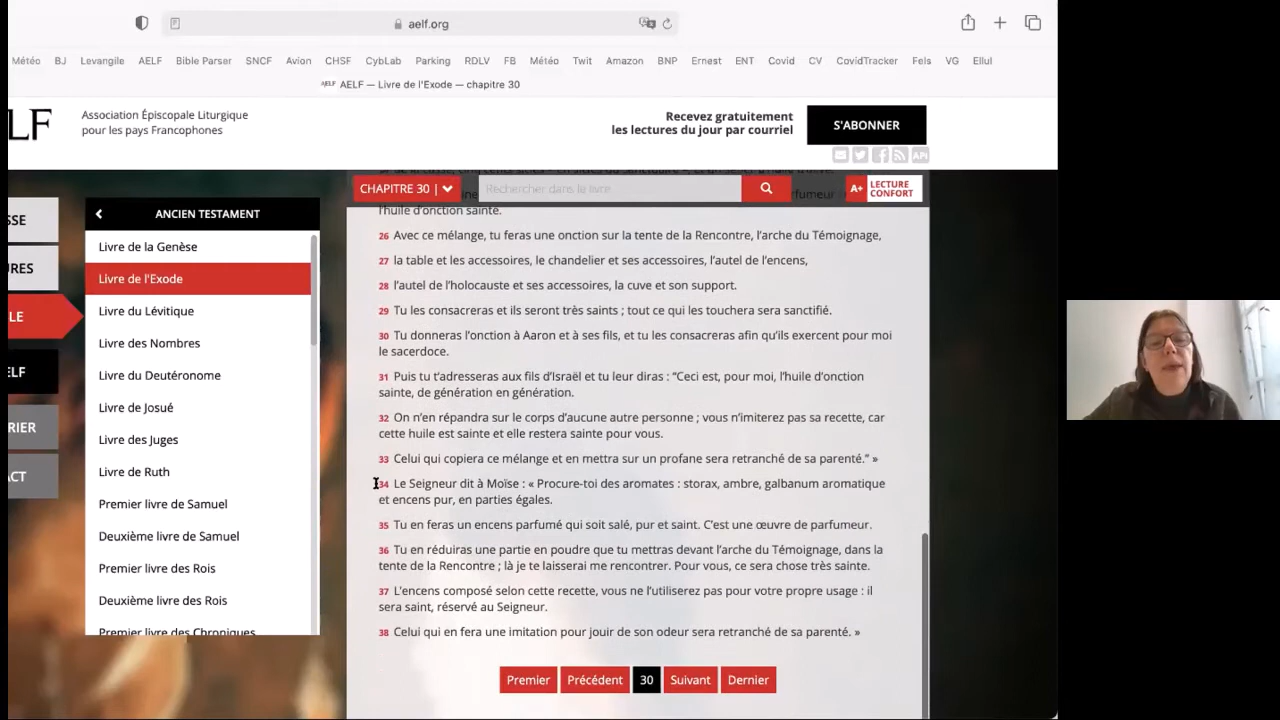 aelf.org
Météo BJ Levangile AELF Bible Parser SNCF Avion CHSF CybLab Parking RDLV FB Météo Twit Amazon BNP Ernest ENT Covid CV CovidTracker Fels VG Ellul
AELF — Livre de l'Exode — chapitre 30
LF
Association Épiscopale Liturgique
pour les pays Francophones
Recevez gratuitement
les lectures du jour par courriel
S'ABONNER
API
CHAPITRE 30 |
Rechercher dans le livre
A+ LECTURE
CONFORT
SSE
URES
LE
ELF
RIER
ACT
ANCIEN TESTAMENT
Livre de la Genèse
Livre de l'Exode
Livre du Lévitique
Livre des Nombres
Livre du Deutéronome
Livre de Josué
Livre des Juges
Livre de Ruth
Premier livre de Samuel
Deuxième livre de Samuel
Premier livre des Rois
Deuxième livre des Rois
Premier livre des Chroniques
l'huile d'onction sainte.
26 Avec ce mélange, tu feras une onction sur la tente de la Rencontre, l'arche du Témoignage,
27 la table et les accessoires, le chandelier et ses accessoires, l'autel de l'encens,
28 l'autel de l'holocauste et ses accessoires, la cuve et son support.
29 Tu les consacreras et ils seront très saints ; tout ce qui les touchera sera sanctifié.
30 Tu donneras l'onction à Aaron et à ses fils, et tu les consacreras afin qu'ils exercent pour moi
le sacerdoce.
31 Puis tu t'adresseras aux fils d'Israël et tu leur diras : “Ceci est, pour moi, l'huile d'onction
sainte, de génération en génération.
32 On n'en répandra sur le corps d'aucune autre personne ; vous n'imiterez pas sa recette, car
cette huile est sainte et elle restera sainte pour vous.
33 Celui qui copiera ce mélange et en mettra sur un profane sera retranché de sa parenté.” »
34 Le Seigneur dit à Moïse : « Procure-toi des aromates : storax, ambre, galbanum aromatique
et encens pur, en parties égales.
35 Tu en feras un encens parfumé qui soit salé, pur et saint. C'est une œuvre de parfumeur.
36 Tu en réduiras une partie en poudre que tu mettras devant l'arche du Témoignage, dans la
tente de la Rencontre ; là je te laisserai me rencontrer. Pour vous, ce sera chose très sainte.
37 L'encens composé selon cette recette, vous ne l'utiliserez pas pour votre propre usage : il
sera saint, réservé au Seigneur.
38 Celui qui en fera une imitation pour jouir de son odeur sera retranché de sa parenté. »
Premier Précédent 30 Suivant Dernier